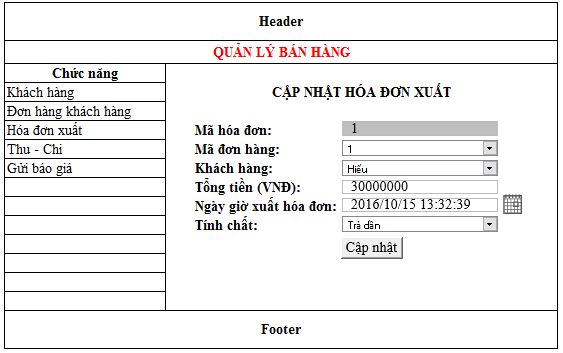 Header
QUẢN LÝ BÁN HÀNG
Chức năng
Khách hàng
Đơn hàng khách hàng
Hóa đơn xuất
Thu - Chi
Gửi báo giá
CẬP NHẬT HÓA ĐƠN XUẤT
Mã hóa đơn: 1
Mã đơn hàng: 1
Khách hàng: Hiếu
Tổng tiền (VNĐ): 30000000
Ngày giờ xuất hóa đơn: 2016/10/15 13:32:39
Tính chất: Trả dần
Cập nhật
Footer